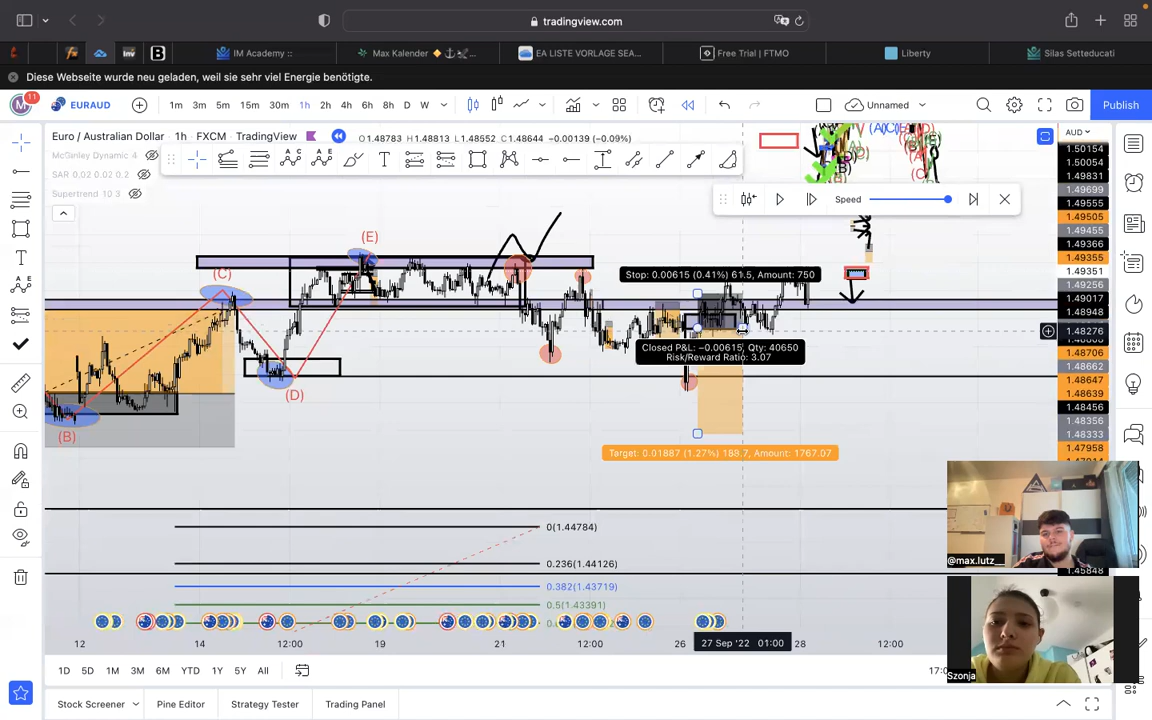 tradingview.com
IM Academy ::
Max Kalender
EA LISTE VORLAGE SEA...
Free Trial | FTMO
Liberty
Silas Setteducati
Diese Webseite wurde neu geladen, weil sie sehr viel Energie benötigte.
11
EURAUD
1m 3m 5m 15m 30m 1h 2h 4h 6h 8h D W
Unnamed
Publish
Euro / Australian Dollar · 1h · FXCM · TradingView
O1.48783 H1.48813 L1.48552 C1.48644 −0.00139 (−0.09%)
AUD
McGinley Dynamic 4
SAR 0.02 0.02 0.2
Supertrend 10 3
Speed
1.50154
1.50054
1.49831
1.49699
1.49555
1.49505
1.49455
1.49366
1.49351
1.49017
1.48948
1.48276
1.48706
1.48662
1.48647
1.48639
1.48456
1.48356
1.48333
1.47958
1.45848
(E)
(C)
(D)
(B)
Stop: 0.00615 (0.41%) 61.5, Amount: 750
Closed P&L: −0.00615, Qty: 40650
Risk/Reward Ratio: 3.07
Target: 0.01887 (1.27%) 188.7, Amount: 1767.07
0(1.44784)
0.236(1.44126)
0.382(1.43719)
0.5(1.43391)
12 14 12:00 19 21 12:00 26 27 Sep '22 01:00 28 12:00
1D 5D 1M 3M 6M YTD 1Y 5Y All
17:0
Stock Screener
Pine Editor
Strategy Tester
Trading Panel
@max.lutz_
Szonja